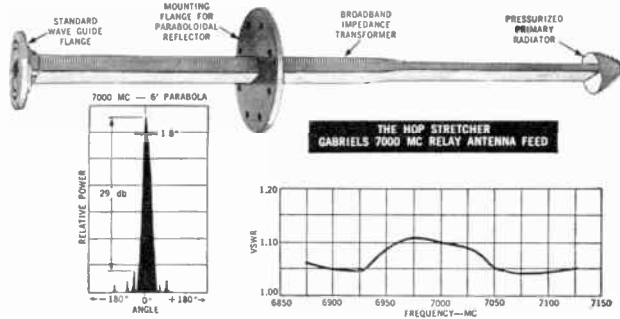 STANDARD
WAVE GUIDE
FLANGE
MOUNTING
FLANGE FOR
PARABOLOIDAL
REFLECTOR
BROADBAND
IMPEDANCE
TRANSFORMER
PRESSURIZED
PRIMARY
RADIATOR
7000 MC — 6' PARABOLA
1 8°
29 db
RELATIVE POWER
←−180° 0° +180°→
ANGLE
THE HOP STRETCHER
GABRIELS 7000 MC RELAY ANTENNA FEED
1.20
1.10
1.00
VSWR
6850 6900 6950 7000 7050 7100 7150
FREQUENCY—MC